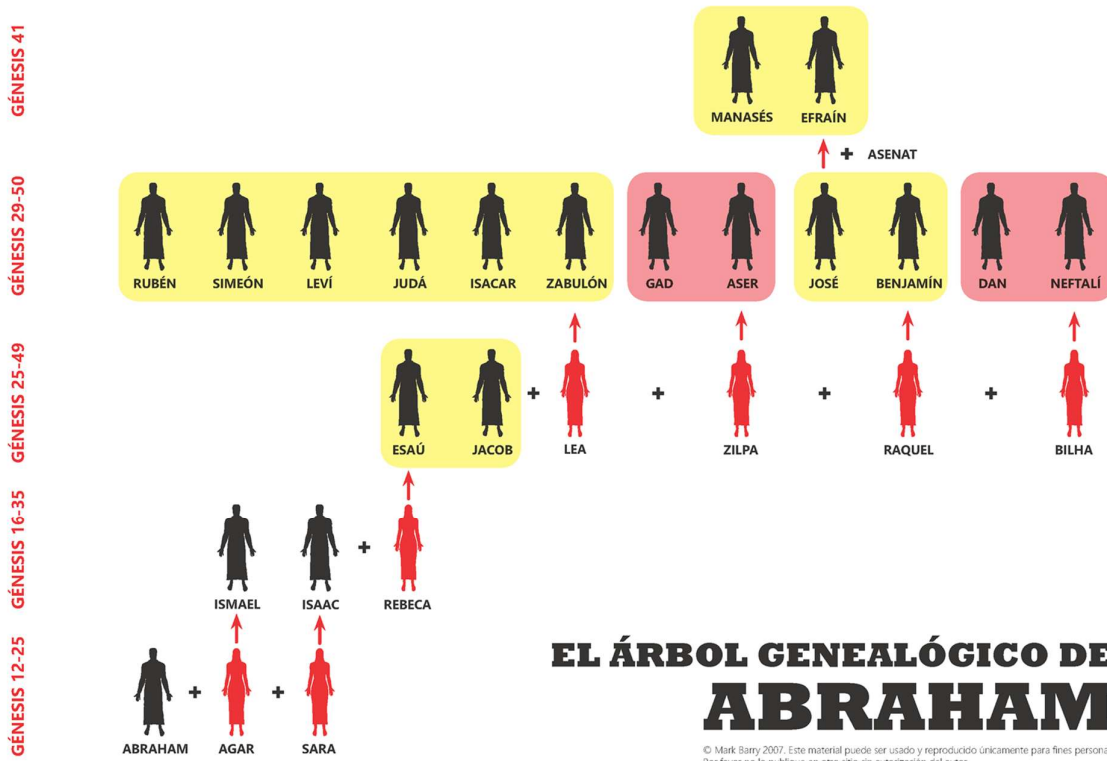 GÉNESIS 41
MANASÉS EFRAÍN
+ ASENAT
GÉNESIS 29-50
RUBÉN SIMEÓN LEVÍ JUDÁ ISACAR ZABULÓN GAD ASER JOSÉ BENJAMÍN DAN NEFTALÍ
GÉNESIS 25-49
+ + + +
ESAÚ JACOB LEA ZILPA RAQUEL BILHA
GÉNESIS 16-35
+
ISMAEL ISAAC REBECA
GÉNESIS 12-25
+ +
ABRAHAM AGAR SARA
EL ÁRBOL GENEALÓGICO DE
ABRAHAM
© Mark Barry 2007. Este material puede ser usado y reproducido únicamente para fines persona